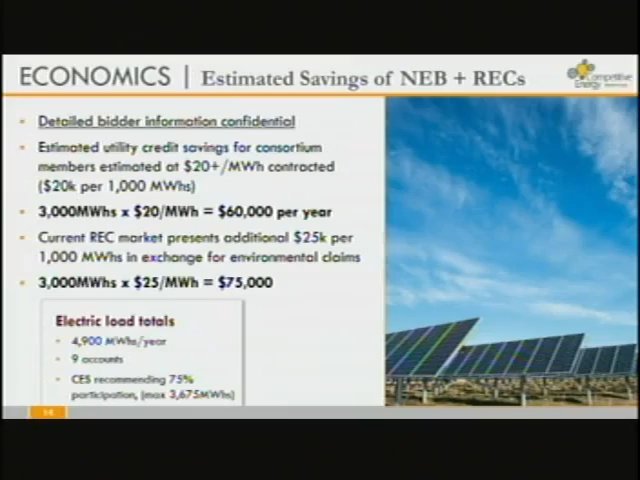 ECONOMICS | Estimated Savings of NEB + RECs
Competitive
Energy
Detailed bidder information confidential
Estimated utility credit savings for consortium
members estimated at $20+/MWh contracted
($20k per 1,000 MWhs)
3,000MWhs x $20/MWh = $60,000 per year
Current REC market presents additional $25k per
1,000 MWhs in exchange for environmental claims
3,000MWhs x $25/MWh = $75,000
Electric load totals
4,900 MWhs/year
9 accounts
CES recommending 75%
participation, (max 3,675MWhs)
14